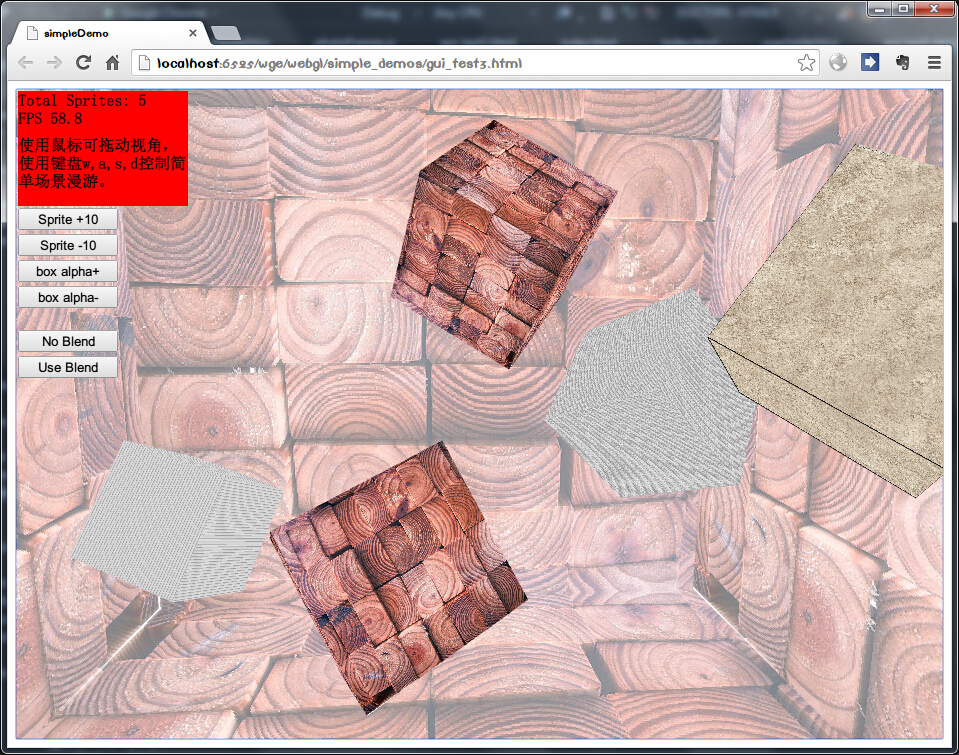 simpleDemo
localhost:6525/wge/webgl/simple_demos/gui_test3.html
Total Sprites: 5
FPS 58.8
使用鼠标可拖动视角，
使用键盘w,a,s,d控制简
单场景漫游。
Sprite +10
Sprite -10
box alpha+
box alpha-
No Blend
Use Blend